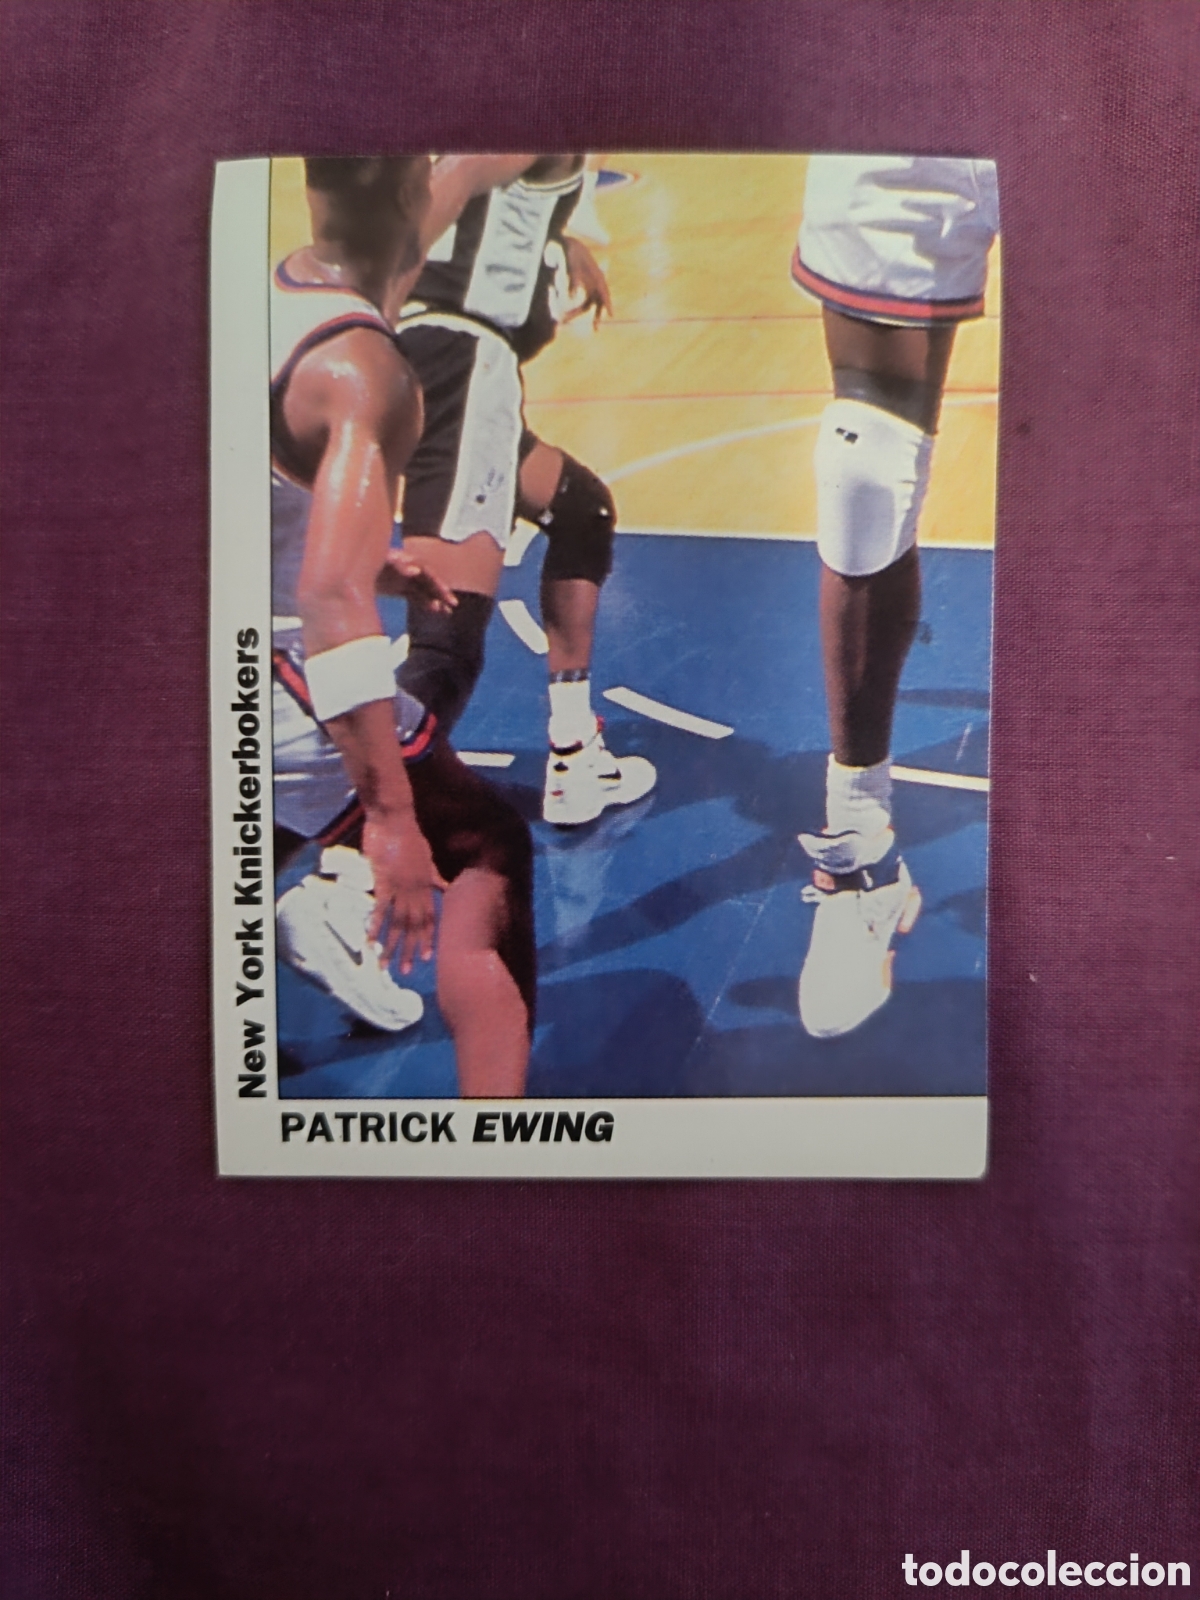 New York Knickerbokers
PATRICK EWING
todocoleccion